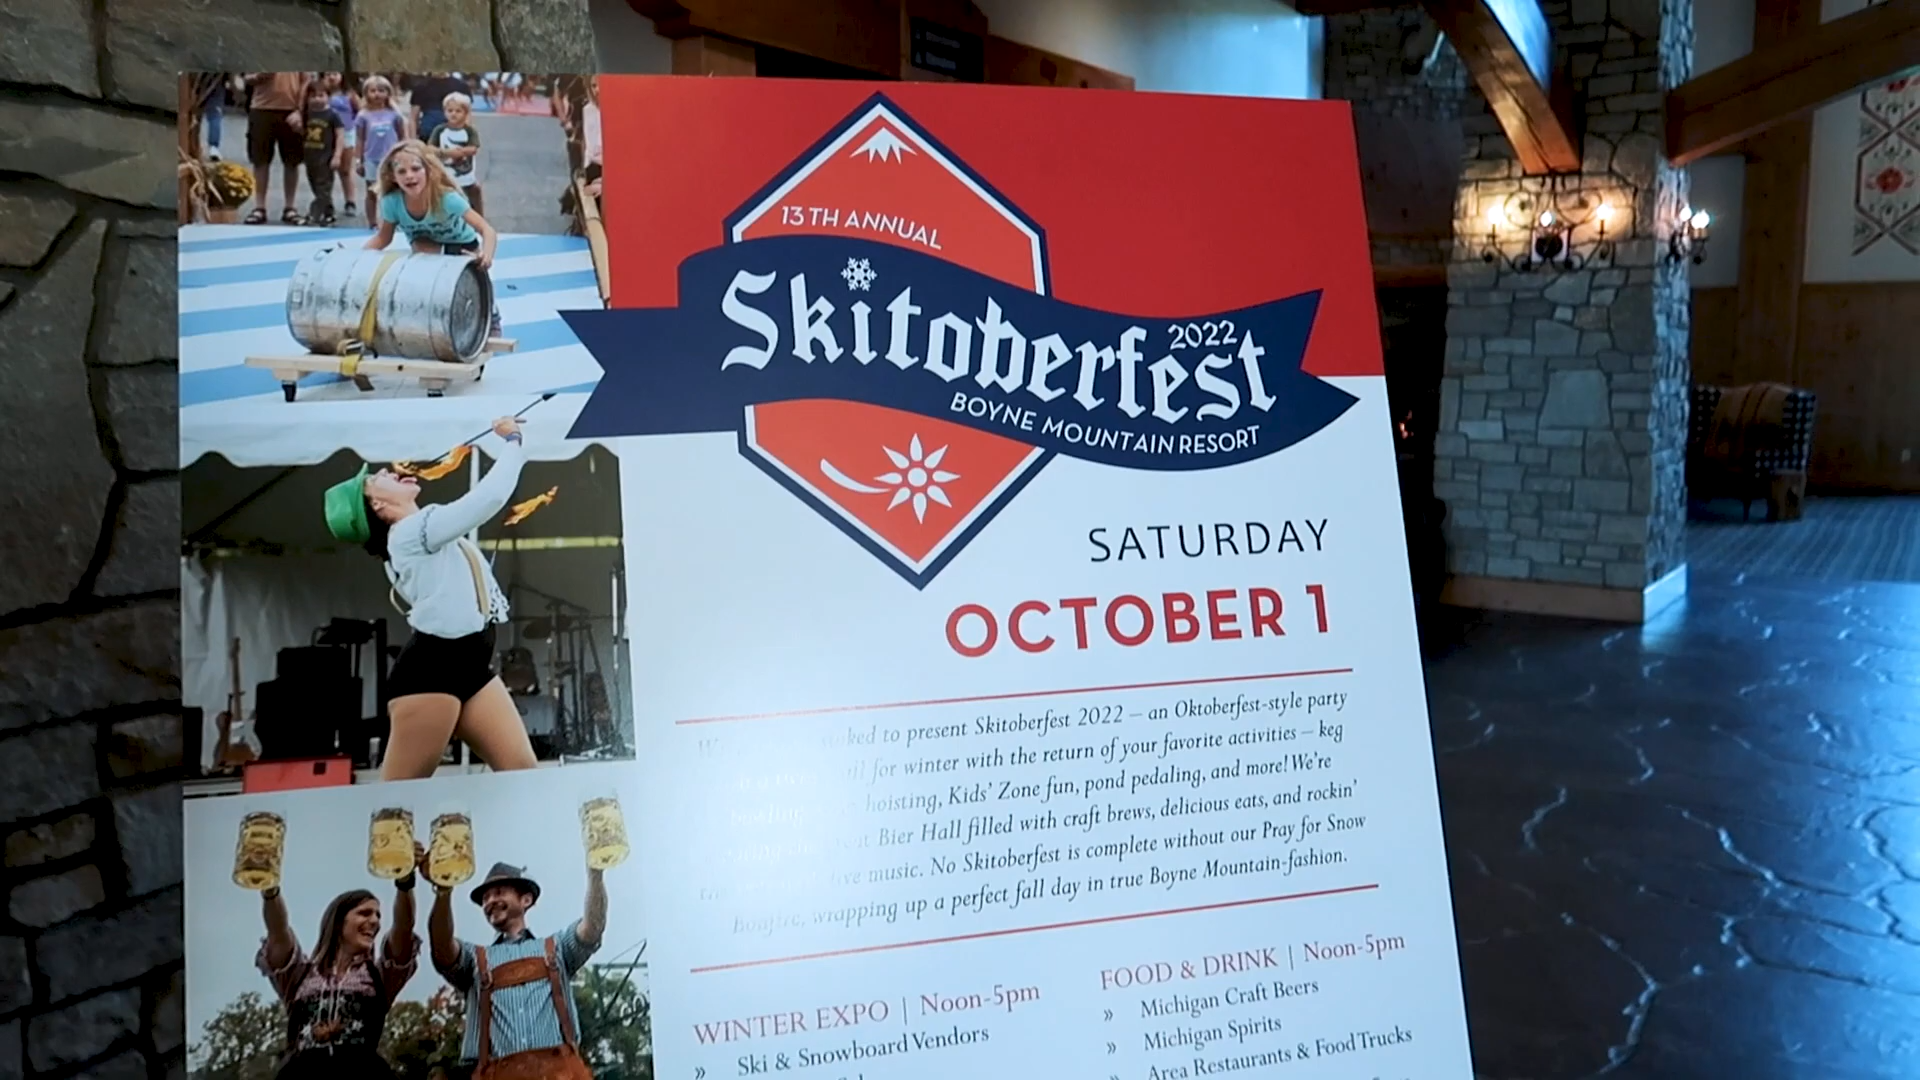 13TH ANNUAL
Skitoberfest
2022
BOYNE MOUNTAIN RESORT
SATURDAY
OCTOBER 1
to present Skitoberfest 2022 – an Oktoberfest-style party
for winter with the return of your favorite activities – keg
hoisting, Kids' Zone fun, pond pedaling, and more! We're
Bier Hall filled with craft brews, delicious eats, and rockin'
music. No Skitoberfest is complete without our Pray for Snow
bonfire, wrapping up a perfect fall day in true Boyne Mountain-fashion.
WINTER EXPO | Noon-5pm
» Ski & Snowboard Vendors
FOOD & DRINK | Noon-5pm
» Michigan Craft Beers
» Michigan Spirits
» Area Restaurants & Food Trucks